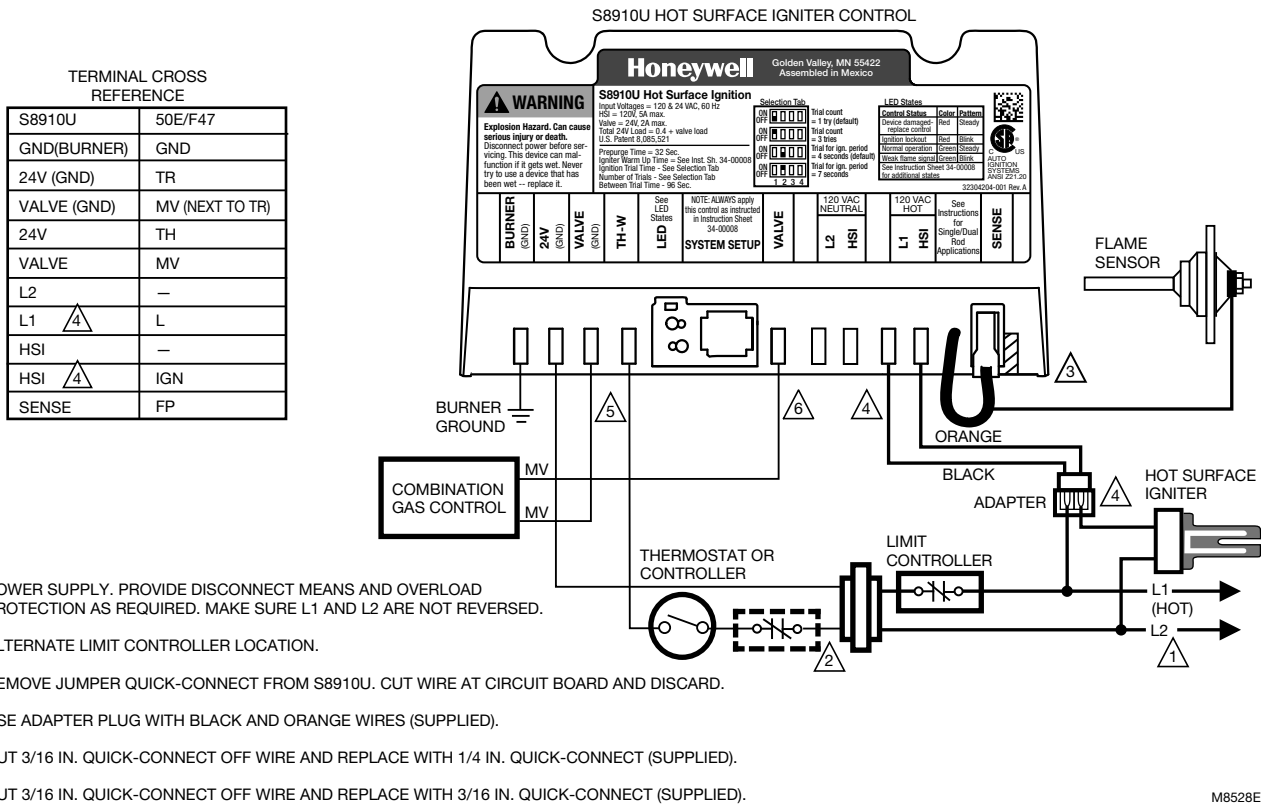 S8910U HOT SURFACE IGNITER CONTROL
TERMINAL CROSS
REFERENCE
S8910U 50E/F47
GND(BURNER) GND
24V (GND) TR
VALVE (GND) MV (NEXT TO TR)
24V TH
VALVE MV
L2 —
L1 4 L
HSI —
HSI 4 IGN
SENSE FP
Honeywell
Golden Valley, MN 55422
Assembled in Mexico
WARNING
Explosion Hazard. Can cause
serious injury or death.
Disconnect power before ser-
vicing. This device can mal-
function if it gets wet. Never
try to use a device that has
been wet -- replace it.
S8910U Hot Surface Ignition
Input Voltages = 120 & 24 VAC, 60 Hz
HSI = 120V, 5A max.
Valve = 24V, 2A max.
Total 24V Load = 0.4 + valve load
U.S. Patent 8,085,521
Prepurge Time = 32 Sec.
Igniter Warm Up Time = See Inst. Sh. 34-00008
Ignition Trial Time - See Selection Tab
Number of Trials - See Selection Tab
Between Trial Time - 96 Sec.
Selection Tab
ON
OFF
Trial count
= 1 try (default)
ON
OFF
Trial count
= 3 tries
ON
OFF
Trial for ign. period
= 4 seconds (default)
ON
OFF
Trial for ign. period
= 7 seconds
1 2 3 4
LED States
Control Status Color Pattern
Device damaged- replace control Red Steady
Ignition lockout Red Blink
Normal operation Green Steady
Weak flame signal Green Blink
See Instruction Sheet 34-00008
for additional states
SP
®
C US
AUTO
IGNITION
SYSTEMS
ANSI Z21.20
32304204-001 Rev. A
BURNER
(GND)
24V
(GND)
VALVE
(GND)
TH-W
See
LED
States
LED
NOTE: ALWAYS apply
this control as instructed
in Instruction Sheet
34-00008
SYSTEM SETUP
VALVE
120 VAC
NEUTRAL
L2
HSI
120 VAC
HOT
L1
HSI
See
Instructions
for
Single/Dual
Rod
Applications
SENSE
FLAME
SENSOR
3
BURNER
GROUND
5
6
4
ORANGE
BLACK
ADAPTER
4
HOT SURFACE
IGNITER
COMBINATION
GAS CONTROL
MV
MV
THERMOSTAT OR
CONTROLLER
LIMIT
CONTROLLER
2
L1
(HOT)
L2
1
OWER SUPPLY. PROVIDE DISCONNECT MEANS AND OVERLOAD
ROTECTION AS REQUIRED. MAKE SURE L1 AND L2 ARE NOT REVERSED.
LTERNATE LIMIT CONTROLLER LOCATION.
EMOVE JUMPER QUICK-CONNECT FROM S8910U. CUT WIRE AT CIRCUIT BOARD AND DISCARD.
SE ADAPTER PLUG WITH BLACK AND ORANGE WIRES (SUPPLIED).
UT 3/16 IN. QUICK-CONNECT OFF WIRE AND REPLACE WITH 1/4 IN. QUICK-CONNECT (SUPPLIED).
UT 3/16 IN. QUICK-CONNECT OFF WIRE AND REPLACE WITH 3/16 IN. QUICK-CONNECT (SUPPLIED).
M8528E